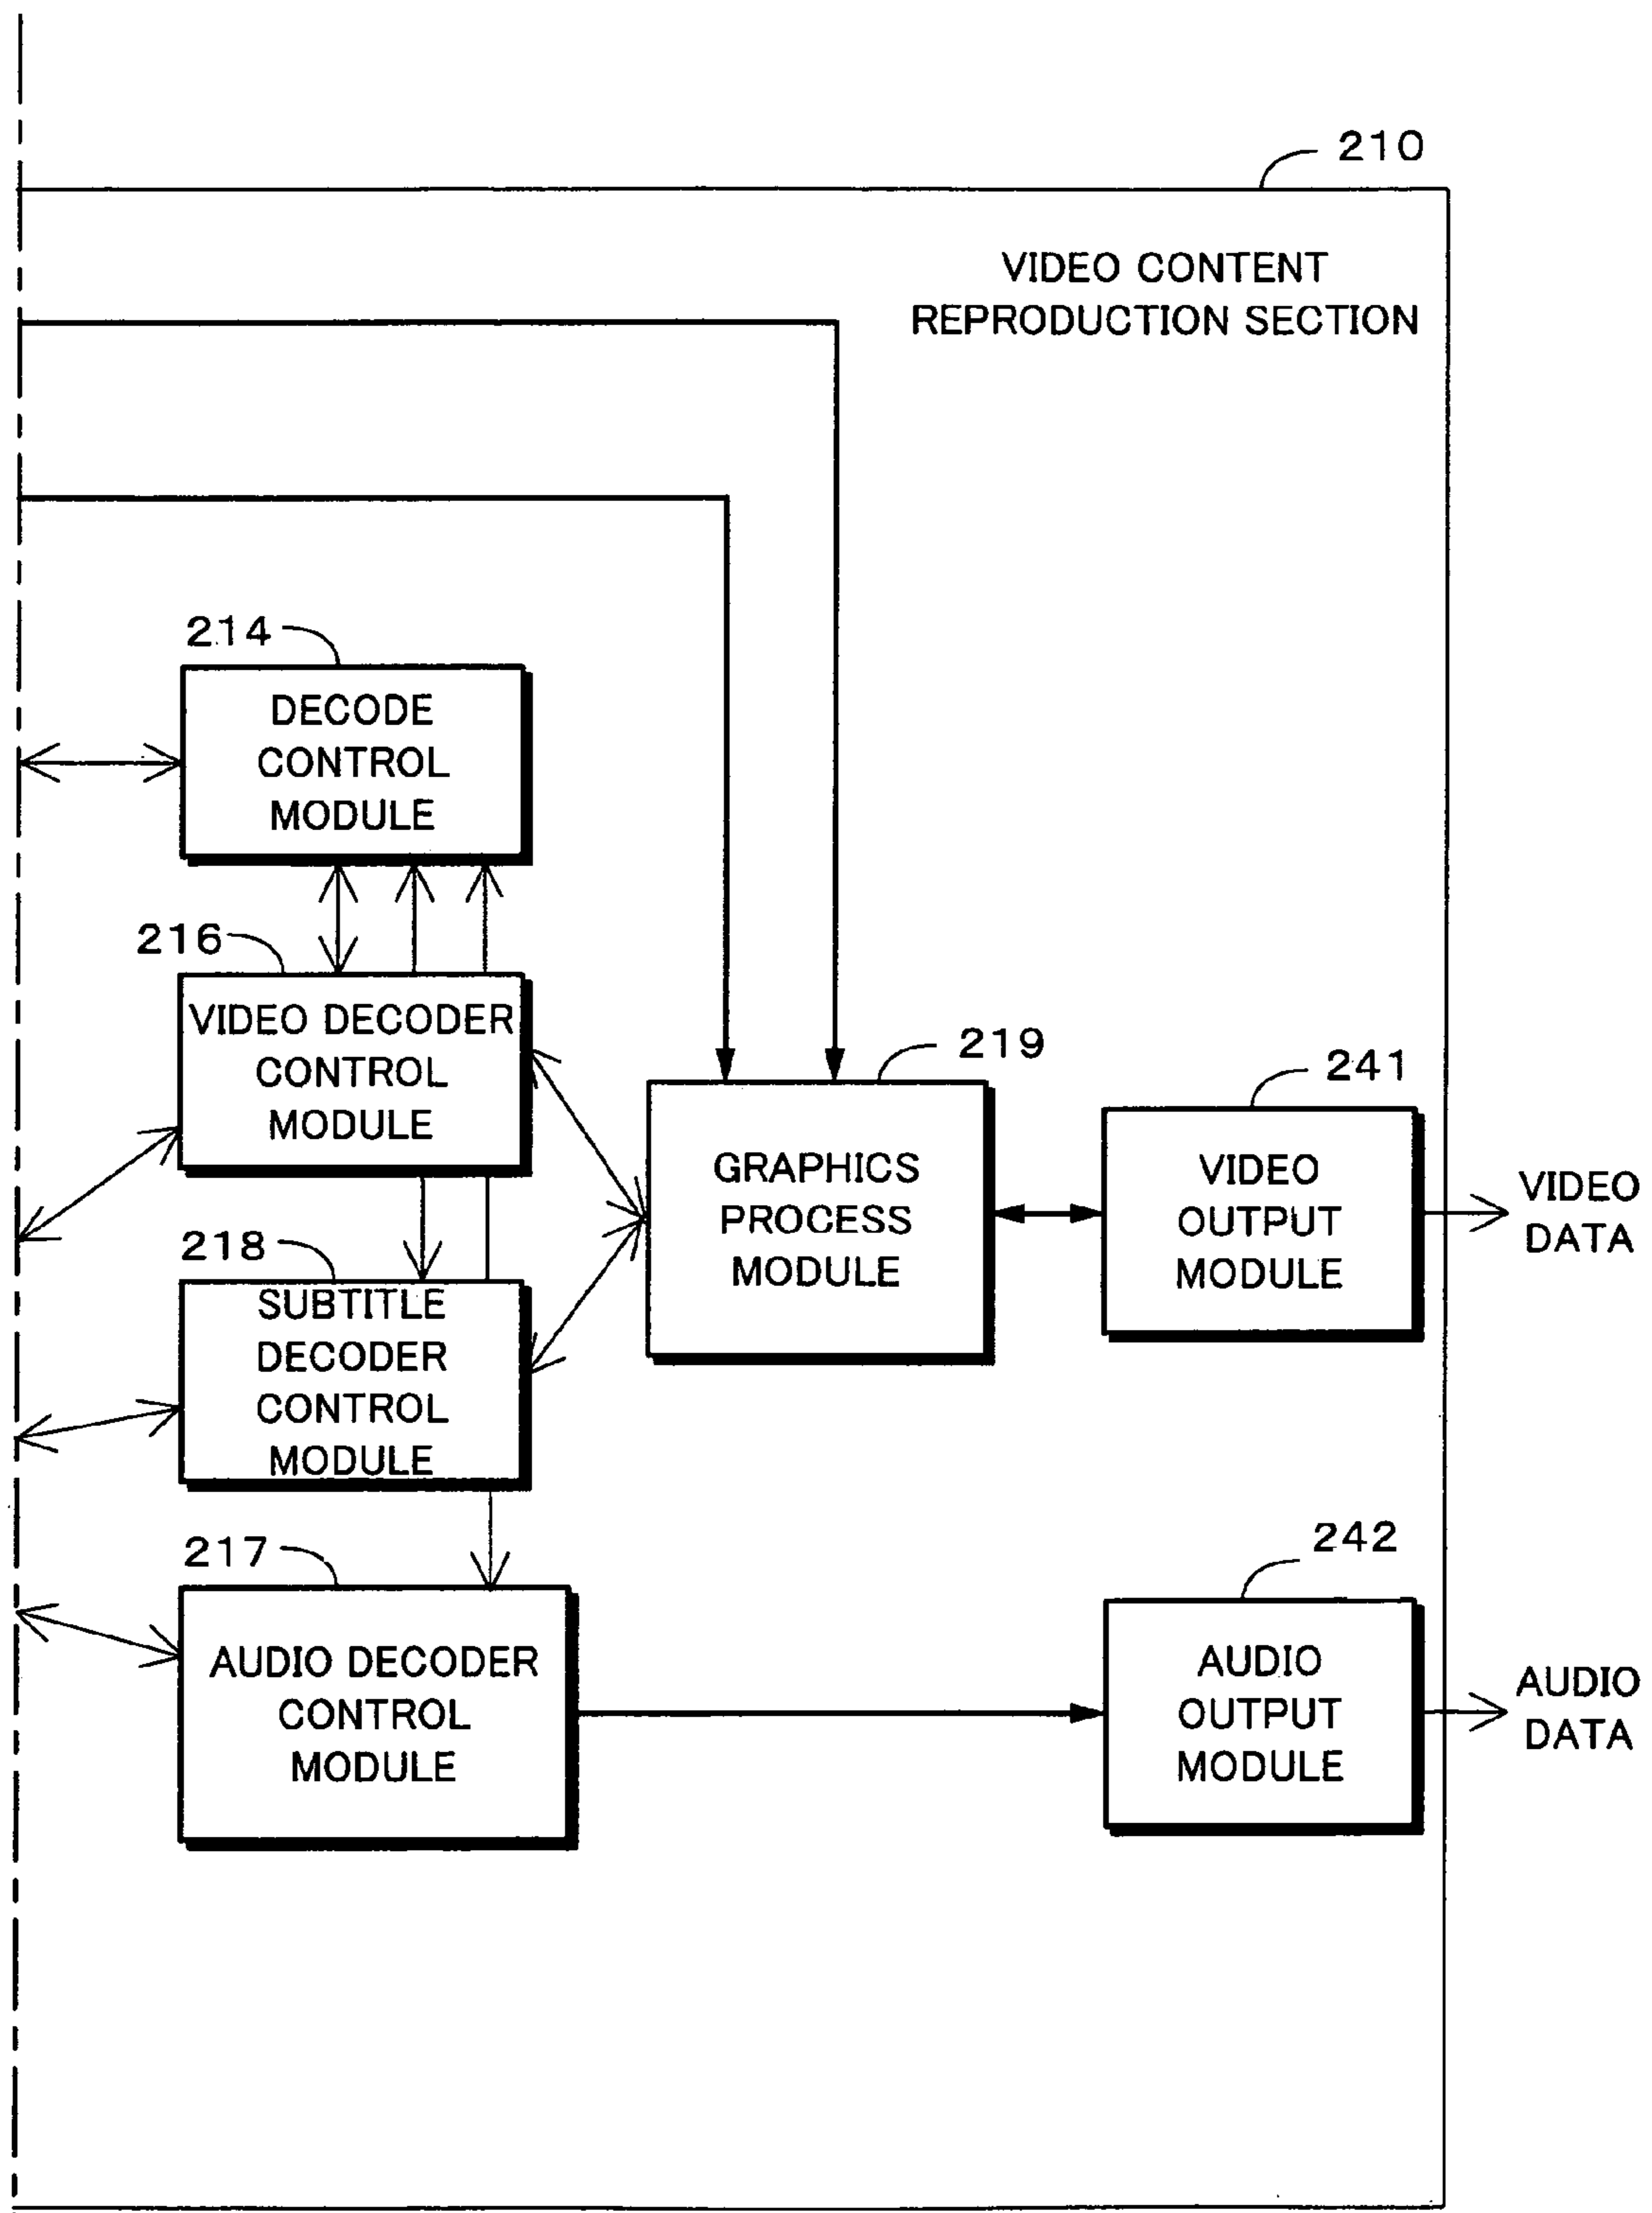 210
VIDEO CONTENT
REPRODUCTION SECTION
214
DECODE
CONTROL
MODULE
216
VIDEO DECODER
CONTROL
MODULE
219
GRAPHICS
PROCESS
MODULE
241
VIDEO
OUTPUT
MODULE
VIDEO
DATA
218
SUBTITLE
DECODER
CONTROL
MODULE
217
AUDIO DECODER
CONTROL
MODULE
242
AUDIO
OUTPUT
MODULE
AUDIO
DATA